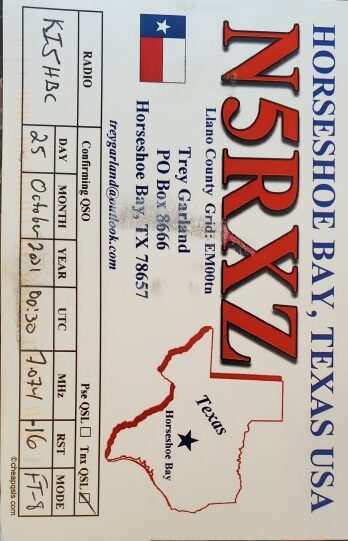 HORSESHOE BAY, TEXAS USA
N5RXZ
Llano County Grid: EM00tn
Trey Garland
PO Box 8666
Horseshoe Bay, TX 78657
treygarland@outlook.com
Texas
Horseshoe Bay
Confirming QSO Pse QSL Tnx QSL
RADIO DAY MONTH YEAR UTC MHz RST MODE
KI5HBC 25 October 2021 00:30 7.074 -16 FT-8
©cheapqsls.com